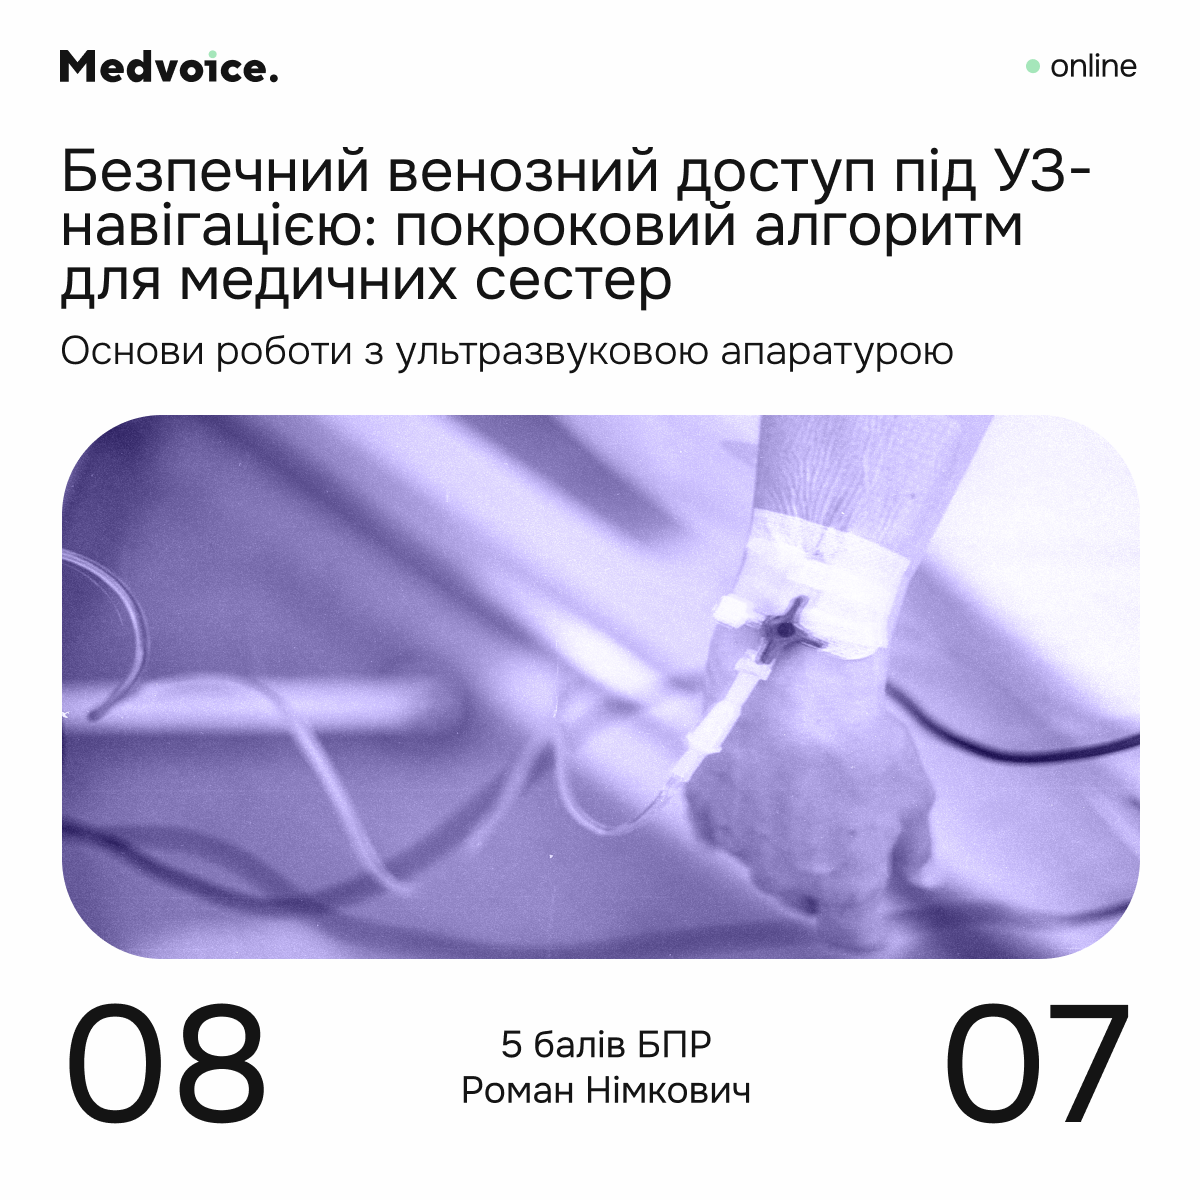 Medvoice.
online
Безпечний венозний доступ під УЗ-
навігацією: покроковий алгоритм
для медичних сестер
Основи роботи з ультразвуковою апаратурою
08
5 балів БПР
Роман Німкович
07